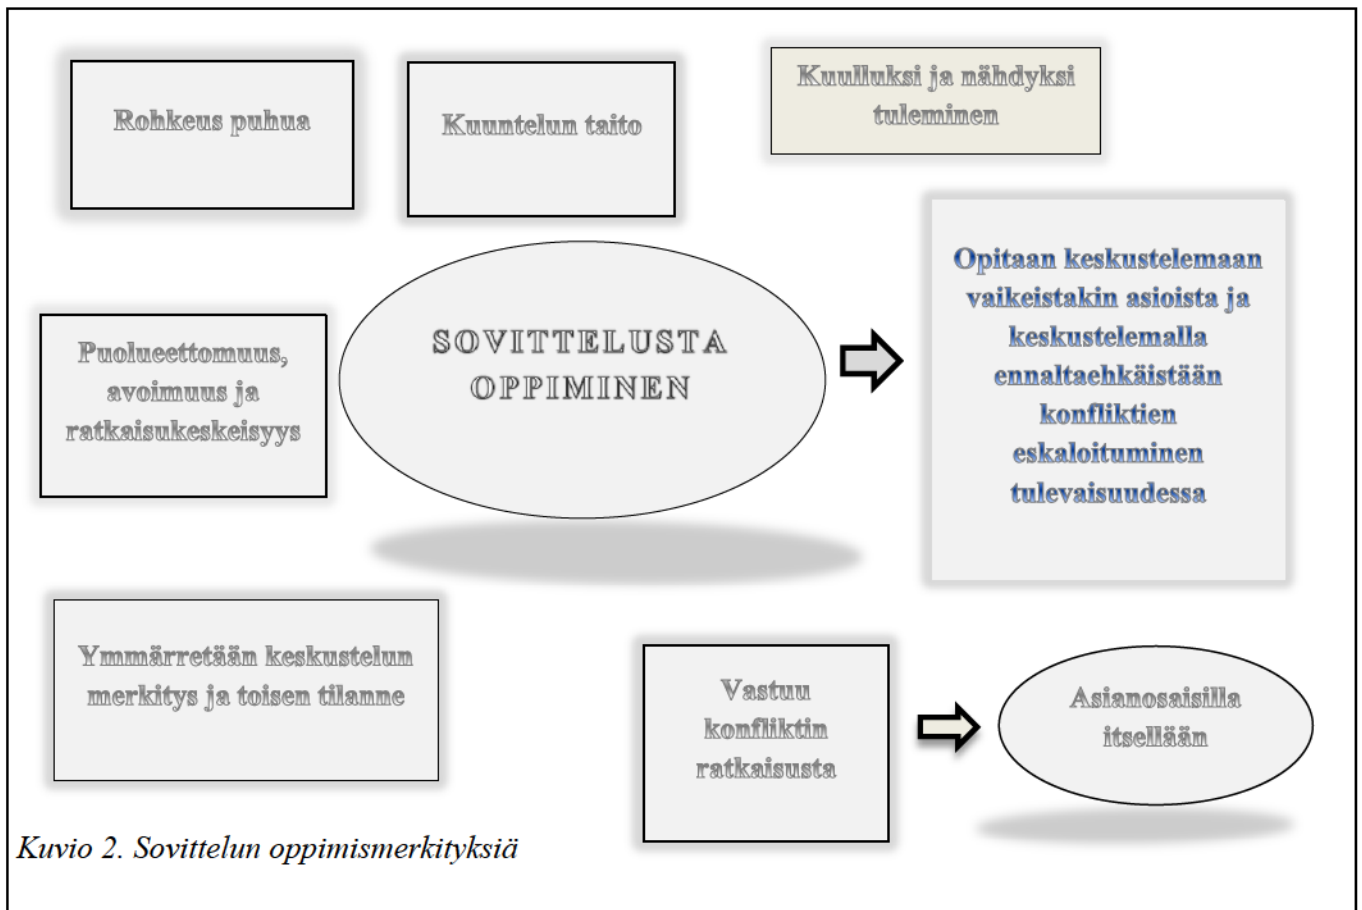 Rohkeus puhua
Kuuntelun taito
Kuulluksi ja nähdyksi
tuleminen
SOVITTELUSTA
OPPIMINEN
Opitaan keskustelemaan
vaikeistakin asioista ja
keskustelemalla
ennaltaehkäistään
konfliktien
eskaloituminen
tulevaisuudessa
Puolueettomuus,
avoimuus ja
ratkaisukeskeisyys
Ymmärretään keskustelun
merkitys ja toisen tilanne
Vastuu
konfliktin
ratkaisusta
Asianosaisilla
itsellään
Kuvio 2. Sovittelun oppimismerkityksiä